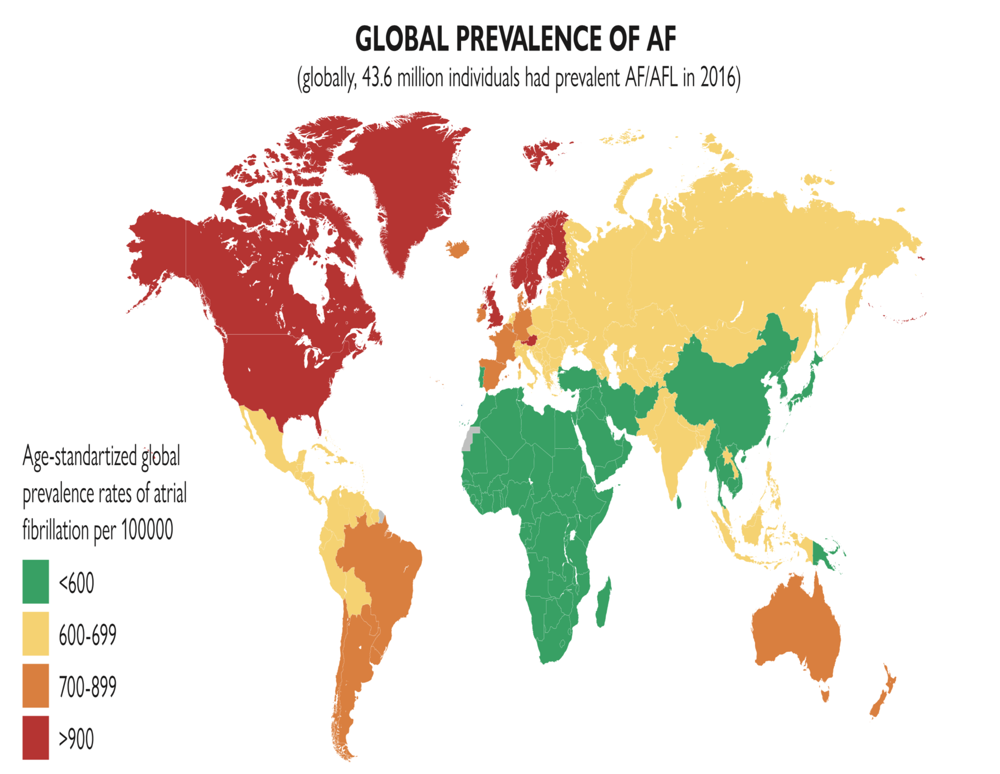 GLOBAL PREVALENCE OF AF
(globally, 43.6 million individuals had prevalent AF/AFL in 2016)
Age-standartized global
prevalence rates of atrial
fibrillation per 100000
<600
600-699
700-899
>900